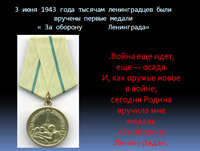 3 июня 1943 года тысячам ленинградцев были
вручены первые медали
« За оборону Ленинграда»
.Война еще идет,
еще — осада.
И, как оружье новое
в войне,
сегодня Родина
вручила мне
медаль
«За оборону
Ленинграда».